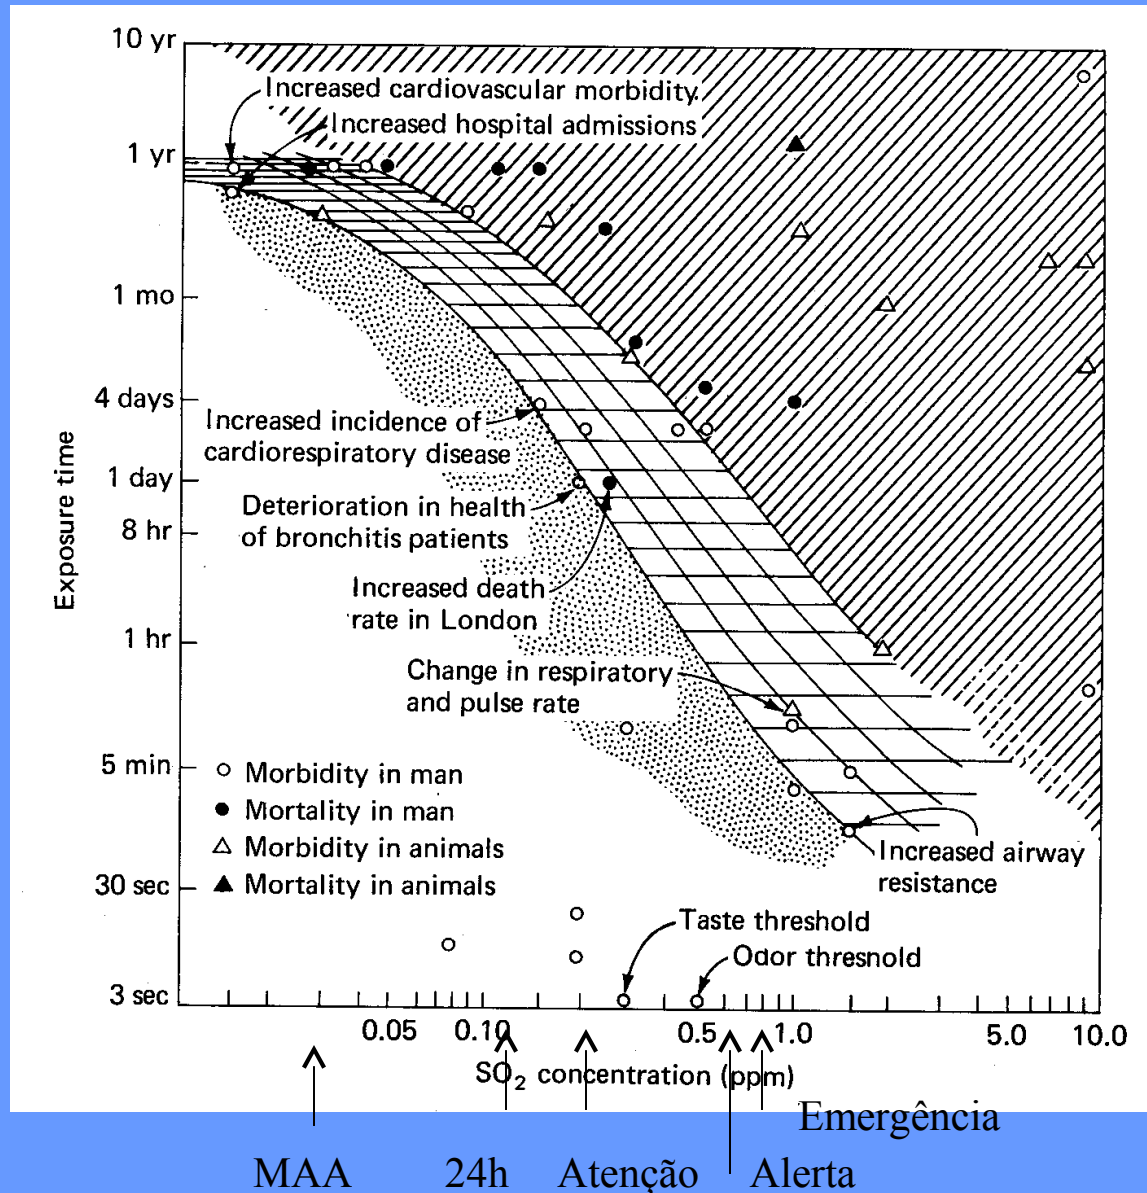 10 yr
Increased cardiovascular morbidity
Increased hospital admissions
1 yr
1 mo
4 days
Increased incidence of
cardiorespiratory disease
1 day
Deterioration in health
of bronchitis patients
8 hr
Exposure time
Increased death
rate in London
1 hr
Change in respiratory
and pulse rate
5 min
Morbidity in man
Mortality in man
Morbidity in animals
Mortality in animals
Increased airway
resistance
30 sec
Taste threshold
Odor thresnold
3 sec
0.05 0.10 0.5 1.0 5.0 10.0
SO₂ concentration (ppm)
Emergência
MAA 24h Atenção Alerta